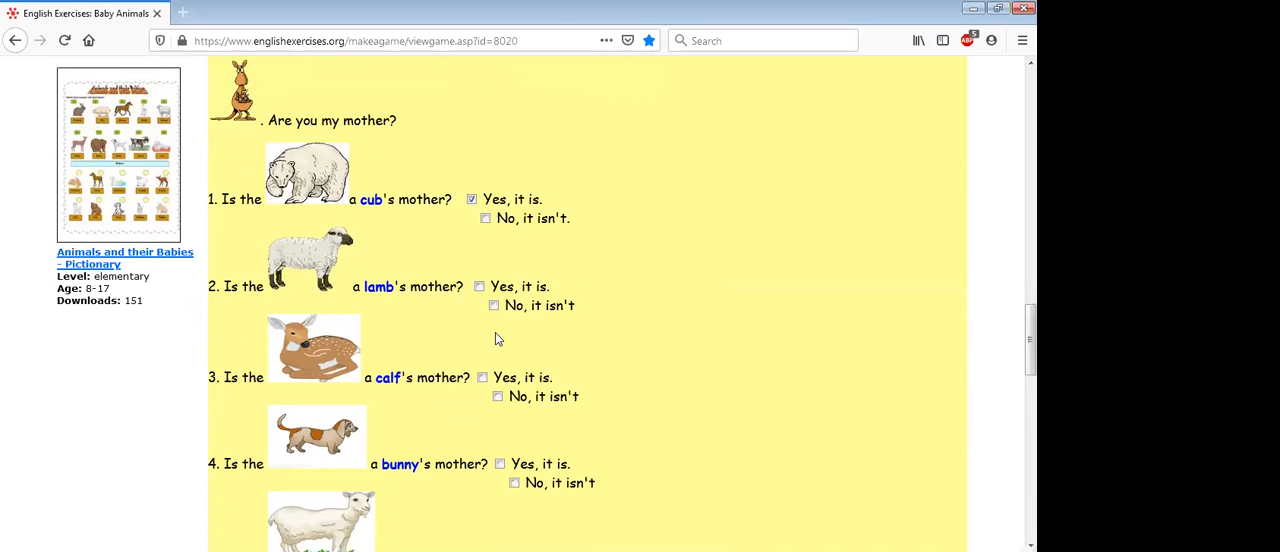 English Exercises: Baby Animals
https://www.englishexercises.org/makeagame/viewgame.asp?id=8020
Search
ABP
5
. Are you my mother?
1. Is the a cub's mother? Yes, it is.
No, it isn't.
2. Is the a lamb's mother? Yes, it is.
No, it isn't
3. Is the a calf's mother? Yes, it is.
No, it isn't
4. Is the a bunny's mother? Yes, it is.
No, it isn't
Animals and their Babies
- Pictionary
Level: elementary
Age: 8-17
Downloads: 151